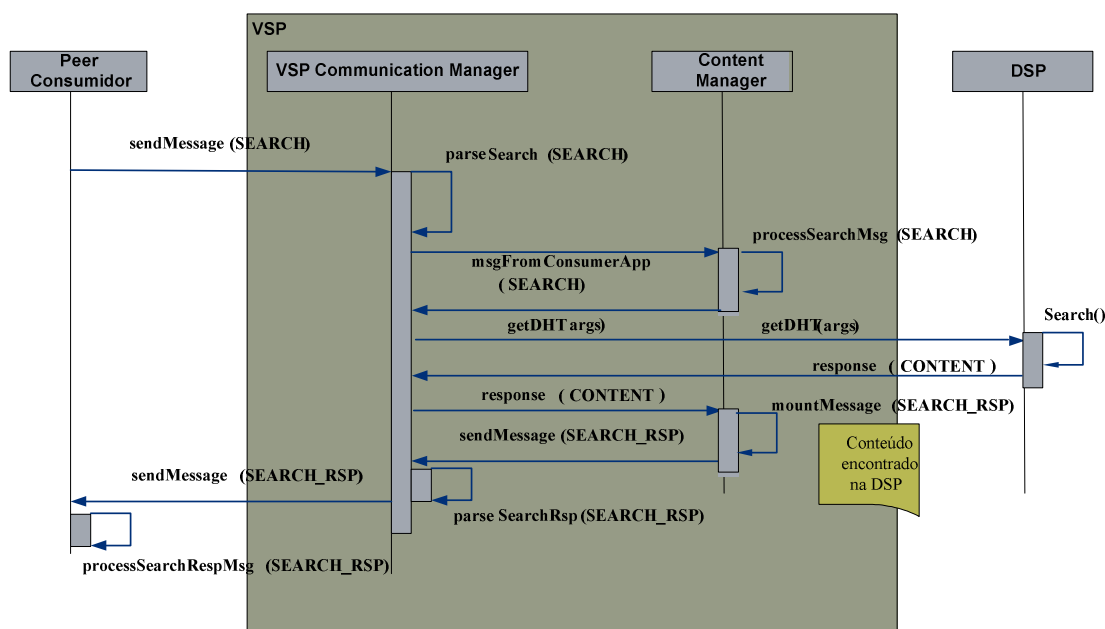 VSP
Peer
Consumidor
VSP Communication Manager
Content
Manager
DSP
sendMessage (SEARCH)
parseSearch (SEARCH)
processSearchMsg (SEARCH)
msgFromConsumerApp
( SEARCH)
Search()
getDHT args)
getDHT(args)
response ( CONTENT )
response ( CONTENT )
mountMessage (SEARCH_RSP)
sendMessage (SEARCH_RSP)
Conteúdo
encontrado
na DSP
sendMessage (SEARCH_RSP)
parse SearchRsp (SEARCH_RSP)
processSearchRespMsg (SEARCH_RSP)